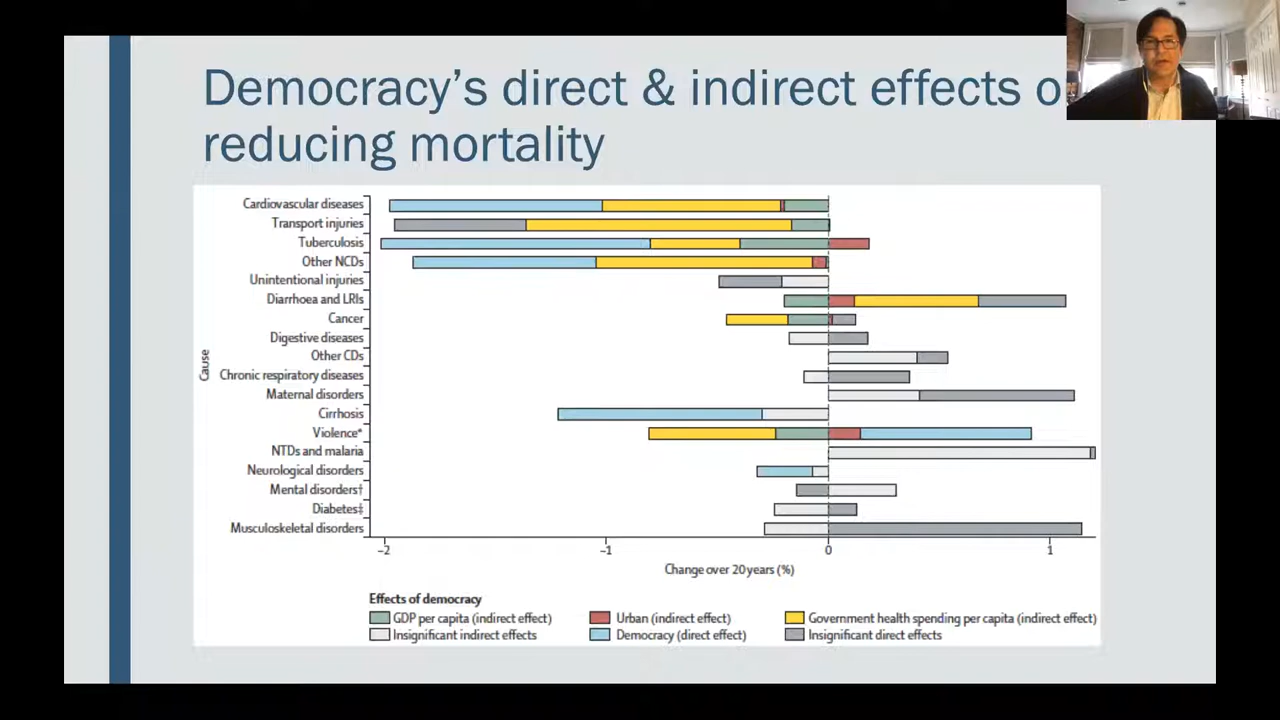 Democracy's direct & indirect effects o
reducing mortality
Cause
Cardiovascular diseases
Transport injuries
Tuberculosis
Other NCDs
Unintentional injuries
Diarrhoea and LRIs
Cancer
Digestive diseases
Other CDs
Chronic respiratory diseases
Maternal disorders
Cirrhosis
Violence*
NTDs and malaria
Neurological disorders
Mental disorders†
Diabetes‡
Musculoskeletal disorders
−2 −1 0 1
Change over 20 years (%)
Effects of democracy
GDP per capita (indirect effect) Urban (indirect effect) Government health spending per capita (indirect effect)
Insignificant indirect effects Democracy (direct effect) Insignificant direct effects